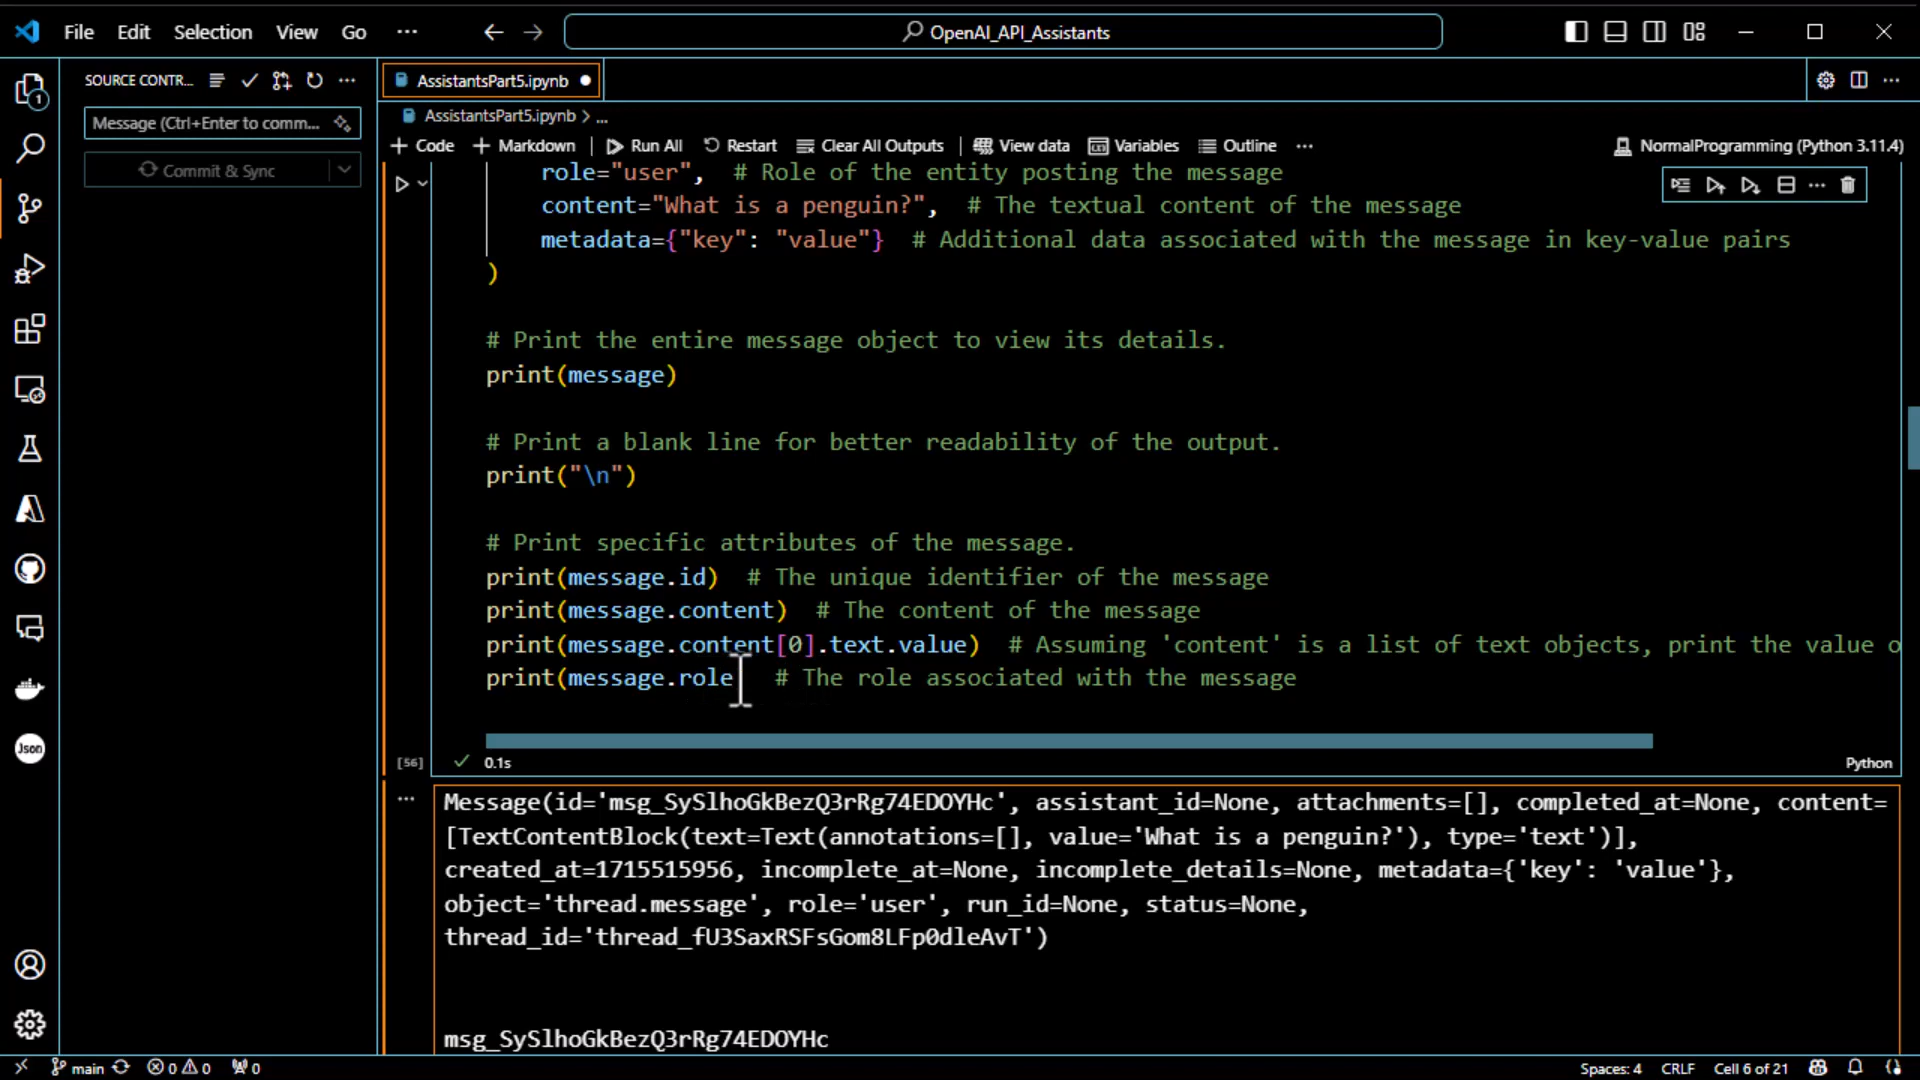 File Edit Selection View Go ··· OpenAI_API_Assistants
SOURCE CONTR...
AssistantsPart5.ipynb
1
Message (Ctrl+Enter to comm...
AssistantsPart5.ipynb > ...
+ Code + Markdown Run All Restart Clear All Outputs View data Variables Outline ··· NormalProgramming (Python 3.11.4)
Commit & Sync
role="user", # Role of the entity posting the message
content="What is a penguin?", # The textual content of the message
metadata={"key": "value"} # Additional data associated with the message in key-value pairs
)
# Print the entire message object to view its details.
print(message)
# Print a blank line for better readability of the output.
print("\n")
# Print specific attributes of the message.
print(message.id) # The unique identifier of the message
print(message.content) # The content of the message
print(message.content[0].text.value) # Assuming 'content' is a list of text objects, print the value o
print(message.role # The role associated with the message
Json
[56] ✓ 0.1s Python
Message(id='msg_SySlhoGkBezQ3rRg74EDOYHc', assistant_id=None, attachments=[], completed_at=None, content=
[TextContentBlock(text=Text(annotations=[], value='What is a penguin?'), type='text')],
created_at=1715515956, incomplete_at=None, incomplete_details=None, metadata={'key': 'value'},
object='thread.message', role='user', run_id=None, status=None,
thread_id='thread_fU3SaxRSFsGom8LFp0dleAvT')
msg_SySlhoGkBezQ3rRg74EDOYHc
main 0 0 0 Spaces: 4 CRLF Cell 6 of 21